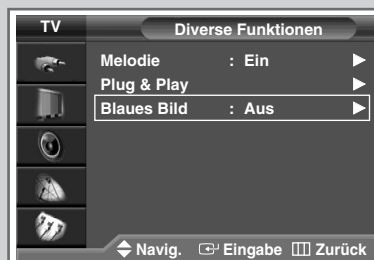 TV
Diverse Funktionen
Melodie : Ein
Plug & Play
Blaues Bild : Aus
Navig. Eingabe Zurück